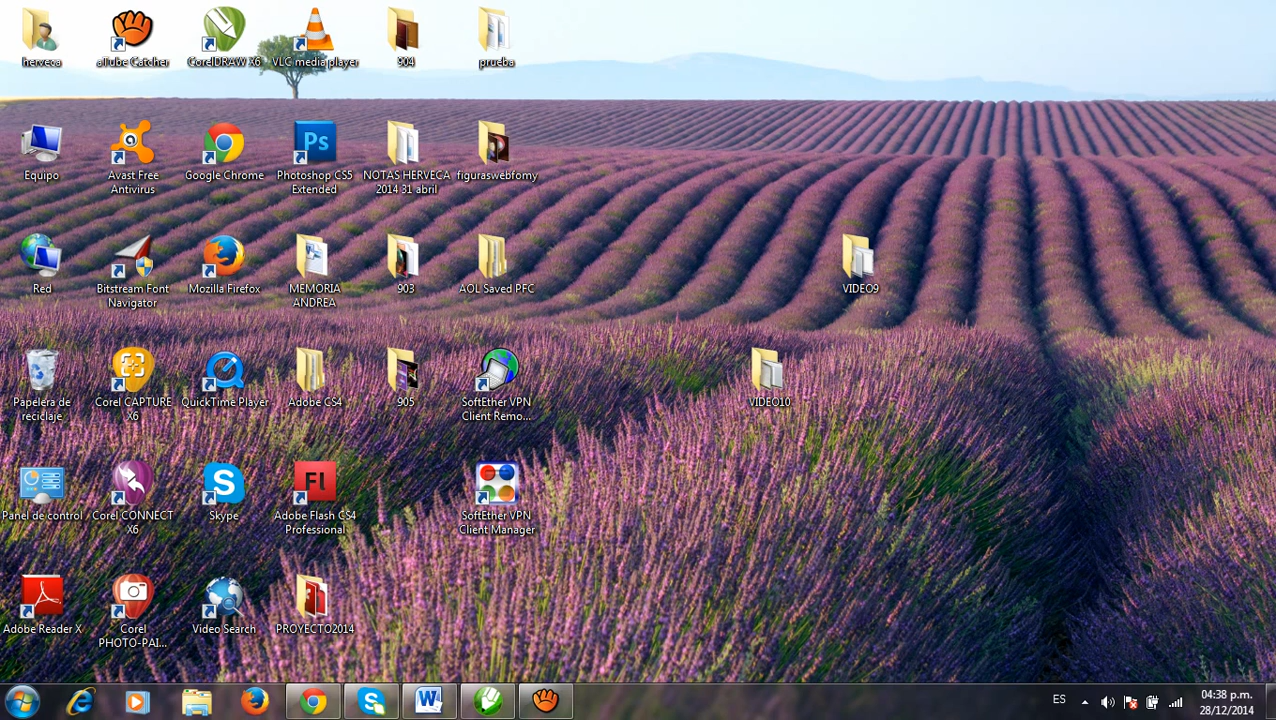 herveca
aTube Catcher
CorelDRAW X6
VLC media player
904
prueba
Equipo
Avast Free
Antivirus
Google Chrome
Ps
Photoshop CS5
Extended
NOTAS HERVECA
2014 31 abril
figuraswebfomy
Red
Bitstream Font
Navigator
Mozilla Firefox
MEMORIA
ANDREA
903
AOL Saved PFC
VIDEO9
Papelera de
reciclaje
Corel CAPTURE
X6
QuickTime Player
Adobe CS4
905
SoftEther VPN
Client Remo...
VIDEO10
Panel de control
Corel CONNECT
X6
Skype
Fl
Adobe Flash CS4
Professional
SoftEther VPN
Client Manager
Adobe Reader X
Corel
PHOTO-PAI...
Video Search
PROYECTO2014
ES
04:38 p.m.
28/12/2014